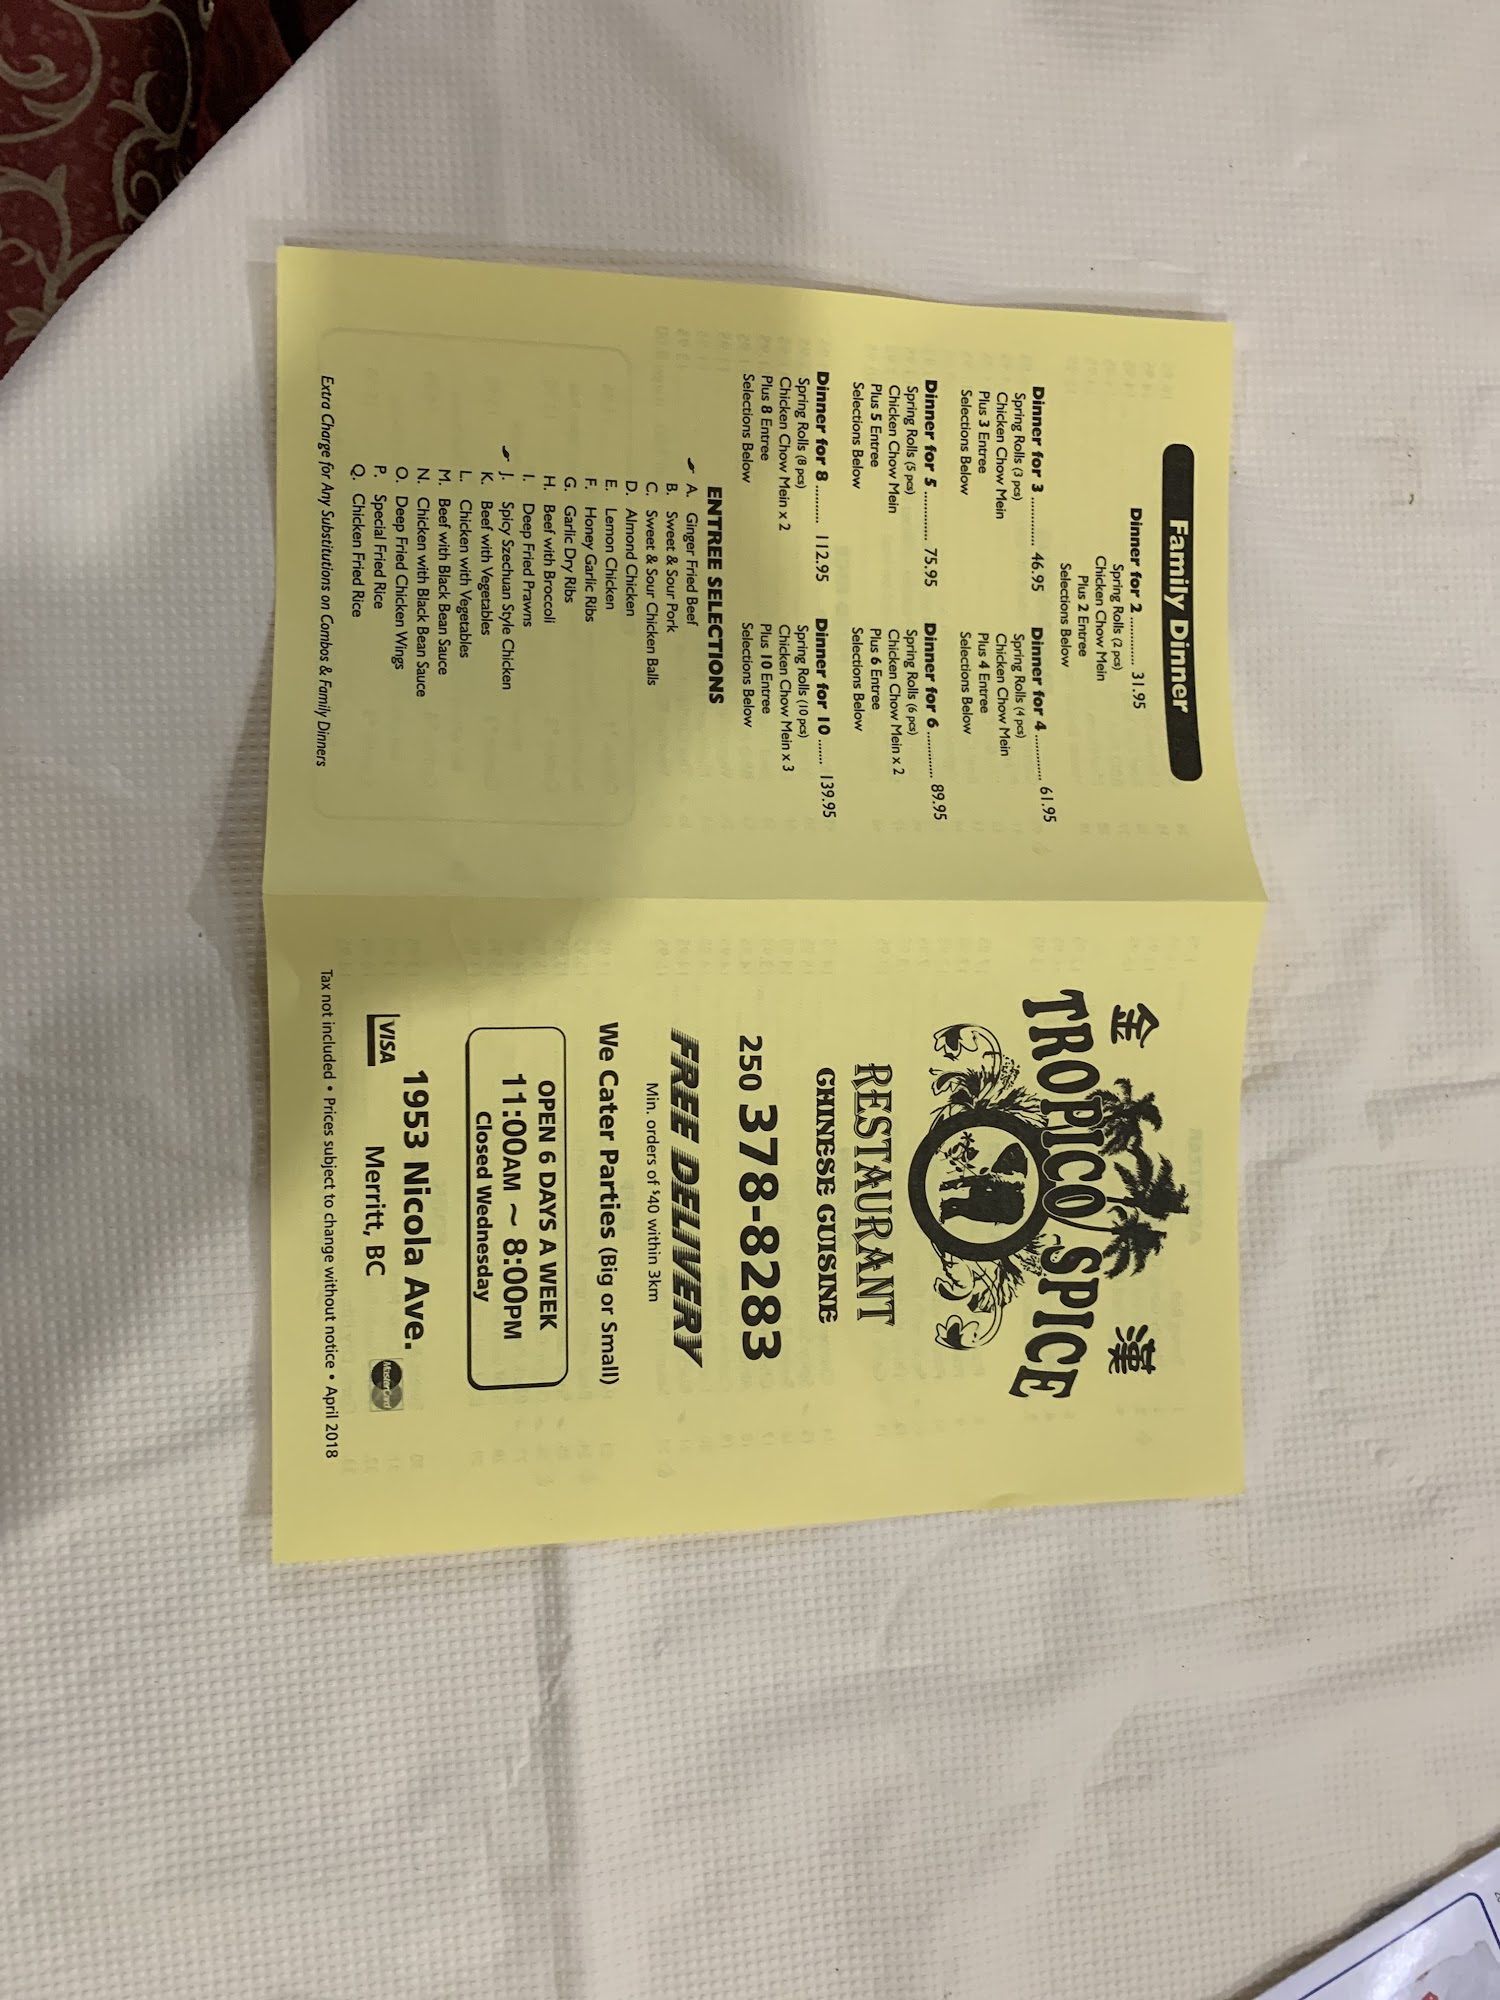 Family Dinner
Dinner for 2 ............. 31.95
Spring Rolls (2 pcs)
Chicken Chow Mein
Plus 2 Entree
Selections Below
Dinner for 3 ............ 46.95
Spring Rolls (3 pcs)
Chicken Chow Mein
Plus 3 Entree
Selections Below
Dinner for 4 ............ 61.95
Spring Rolls (4 pcs)
Chicken Chow Mein
Plus 4 Entree
Selections Below
Dinner for 5 ............ 75.95
Spring Rolls (5 pcs)
Chicken Chow Mein
Plus 5 Entree
Selections Below
Dinner for 6 ............ 89.95
Spring Rolls (6 pcs)
Chicken Chow Mein x 2
Plus 6 Entree
Selections Below
Dinner for 8 ......... 112.95
Spring Rolls (8 pcs)
Chicken Chow Mein x 2
Plus 8 Entree
Selections Below
Dinner for 10 ....... 139.95
Spring Rolls (10 pcs)
Chicken Chow Mein x 3
Plus 10 Entree
Selections Below
ENTREE SELECTIONS
A. Ginger Fried Beef
B. Sweet & Sour Pork
C. Sweet & Sour Chicken Balls
D. Almond Chicken
E. Lemon Chicken
F. Honey Garlic Ribs
G. Garlic Dry Ribs
H. Beef with Broccoli
I. Deep Fried Prawns
J. Spicy Szechuan Style Chicken
K. Beef with Vegetables
L. Chicken with Vegetables
M. Beef with Black Bean Sauce
N. Chicken with Black Bean Sauce
O. Deep Fried Chicken Wings
P. Special Fried Rice
Q. Chicken Fried Rice
Extra Charge for Any Substitutions on Combos & Family Dinners
金 漢
TROPICO SPICE
RESTAURANT
CHINESE CUISINE
250 378-8283
FREE DELIVERY
Min. orders of $40 within 3km
We Cater Parties (Big or Small)
OPEN 6 DAYS A WEEK
11:00AM ~ 8:00PM
Closed Wednesday
1953 Nicola Ave.
VISA Merritt, BC MasterCard
Tax not included • Prices subject to change without notice • April 2018